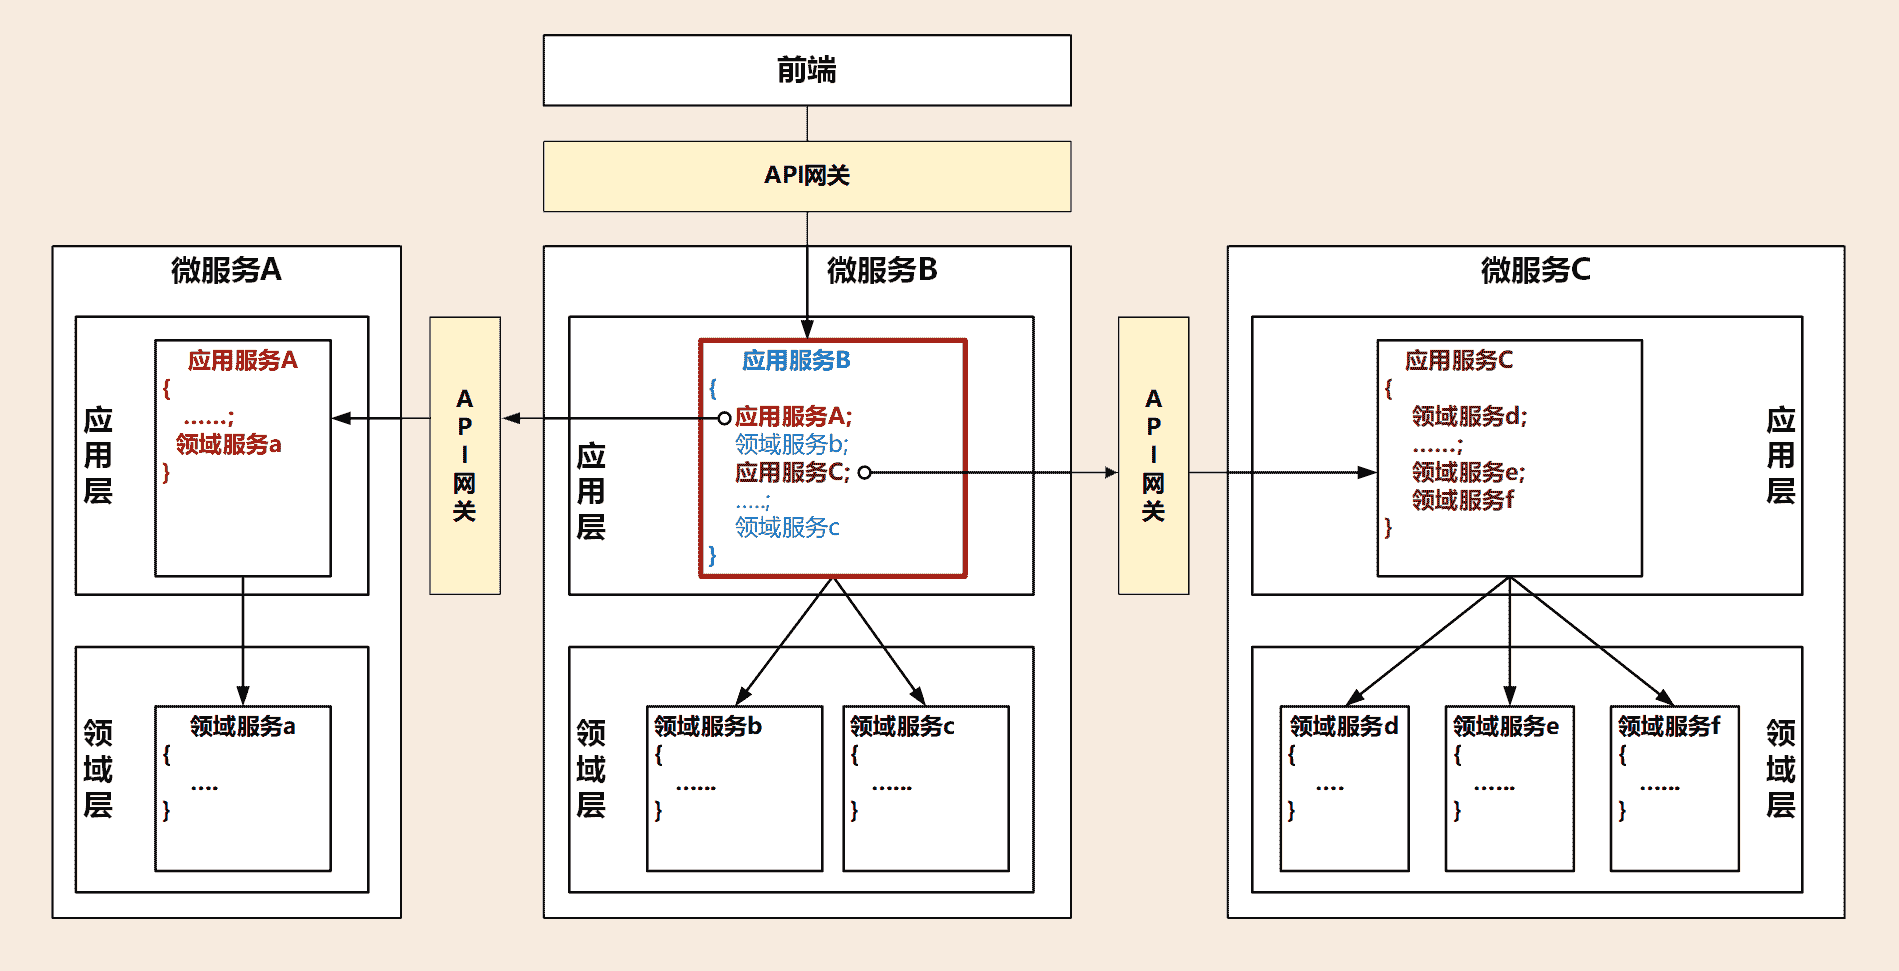 前端
API网关
微服务A
应用层
应用服务A
{
......;
领域服务a
}
领域层
领域服务a
{
....
}
API网关
微服务B
应用层
应用服务B
{
应用服务A;
领域服务b;
应用服务C;
.....;
领域服务c
}
领域层
领域服务b
{
......
}
领域服务c
{
......
}
API网关
微服务C
应用服务C
{
领域服务d;
......;
领域服务e;
领域服务f
}
应用层
领域服务d
{
....
}
领域服务e
{
......
}
领域服务f
{
......
}
领域层